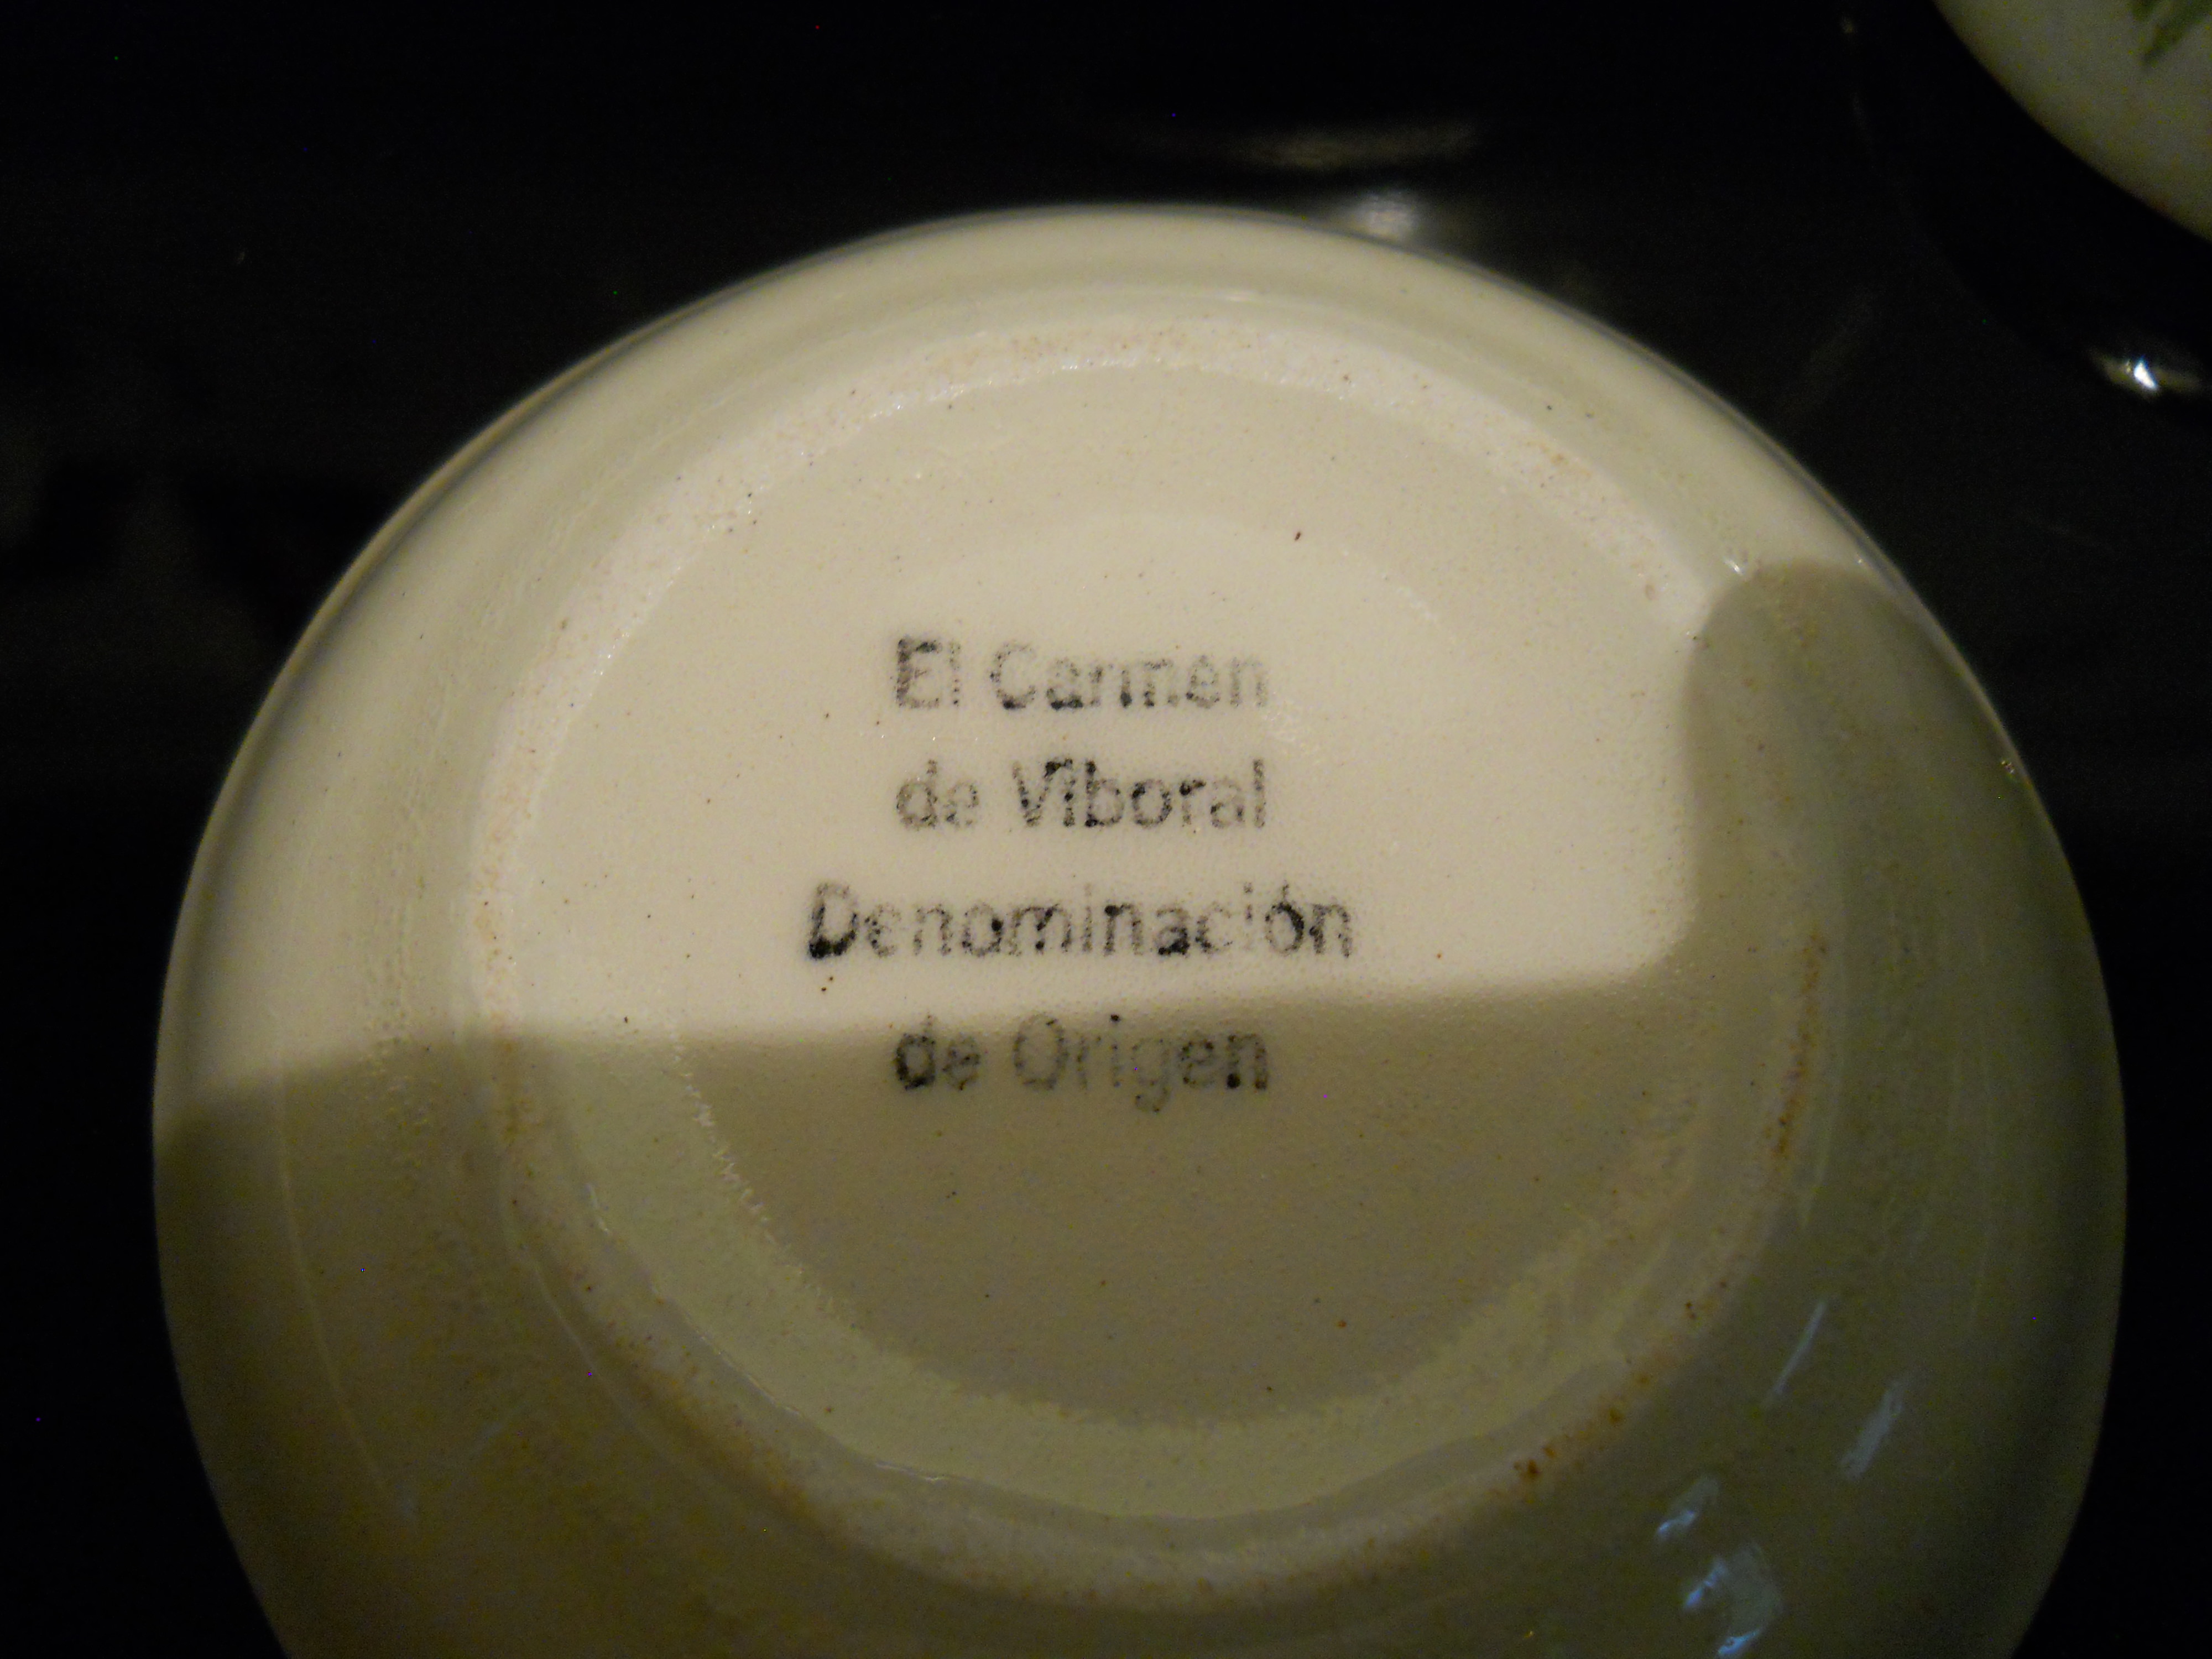 El Carmen
de Viboral
Denominación
de Origen